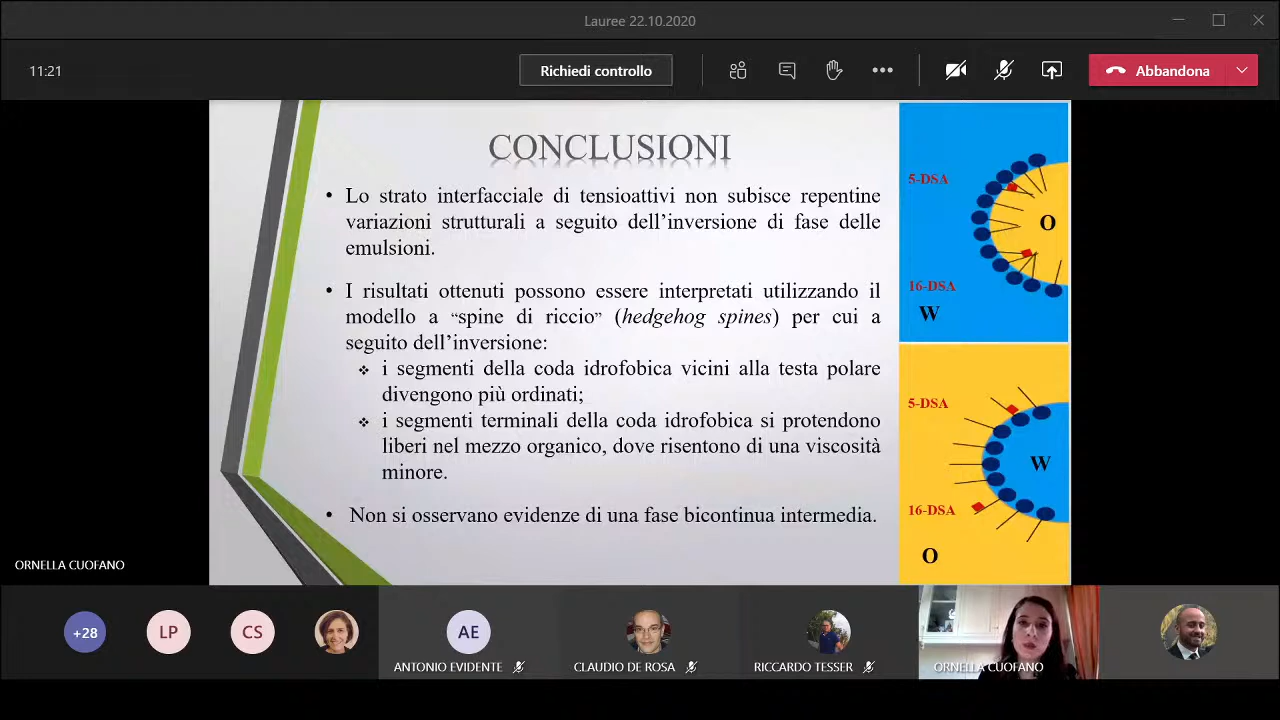 Lauree 22.10.2020
11:21
Richiedi controllo
Abbandona
CONCLUSIONI
• Lo strato interfacciale di tensioattivi non subisce repentine
variazioni strutturali a seguito dell'inversione di fase delle
emulsioni.
• I risultati ottenuti possono essere interpretati utilizzando il
modello a “spine di riccio” (hedgehog spines) per cui a
seguito dell'inversione:
❖ i segmenti della coda idrofobica vicini alla testa polare
divengono più ordinati;
❖ i segmenti terminali della coda idrofobica si protendono
liberi nel mezzo organico, dove risentono di una viscosità
minore.
• Non si osservano evidenze di una fase bicontinua intermedia.
5-DSA
O
16-DSA
W
5-DSA
W
16-DSA
O
ORNELLA CUOFANO
+28
LP
CS
AE
ANTONIO EVIDENTE
CLAUDIO DE ROSA
RICCARDO TESSER
ORNELLA CUOFANO